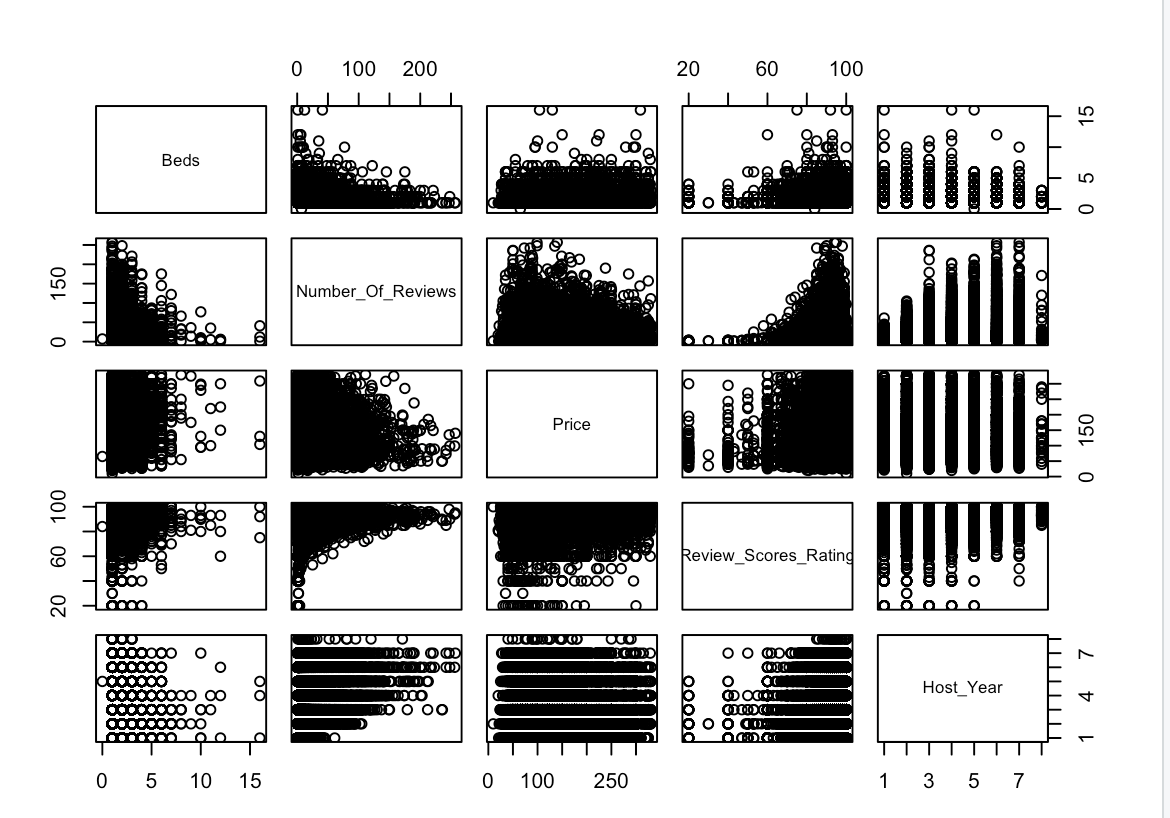 0 100 200
20 60 100
Beds
0 5 15
Number_Of_Reviews
0 150
Price
0 150
Review_Scores_Rating
20 60 100
Host_Year
1 4 7
0 5 10 15
0 100 250
1 3 5 7